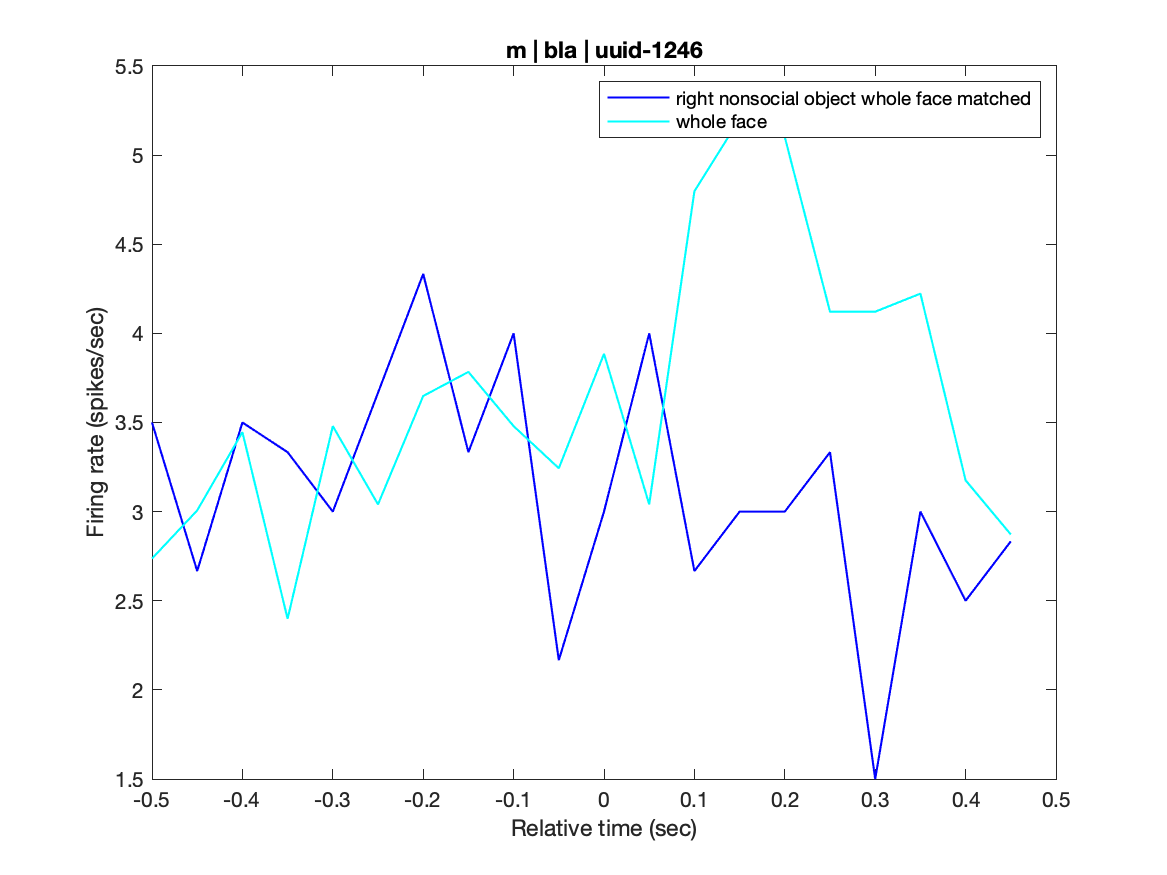 m | bla | uuid-1246
right nonsocial object whole face matched
whole face
5.5
5
4.5
4
3.5
3
2.5
2
1.5
Firing rate (spikes/sec)
-0.5 -0.4 -0.3 -0.2 -0.1 0 0.1 0.2 0.3 0.4 0.5
Relative time (sec)